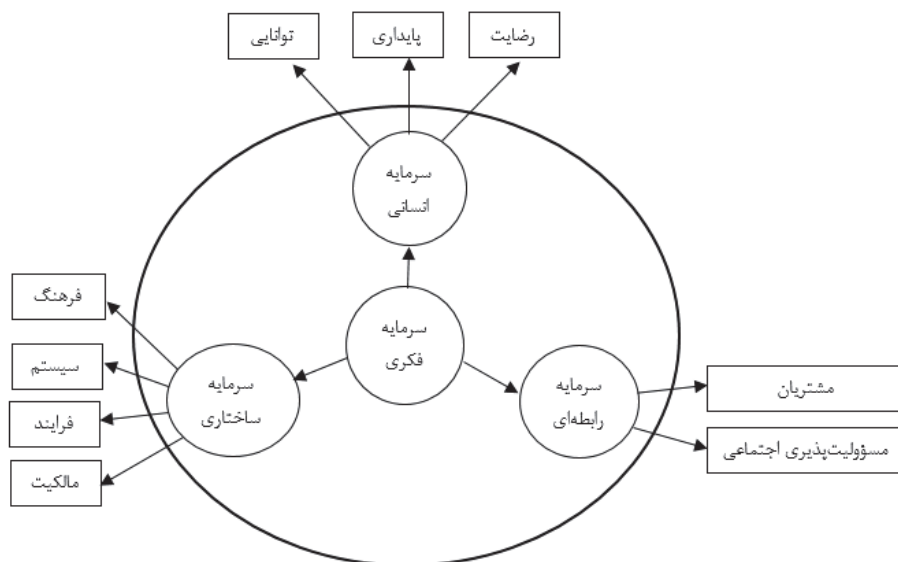 رضایت
پایداری
توانایی
سرمایه
انسانی
فرهنگ
سرمایه
فکری
سیستم
سرمایه
ساختاری
سرمایه
رابطه‌ای
مشتریان
فرایند
مسؤولیت‌پذیری اجتماعی
مالکیت